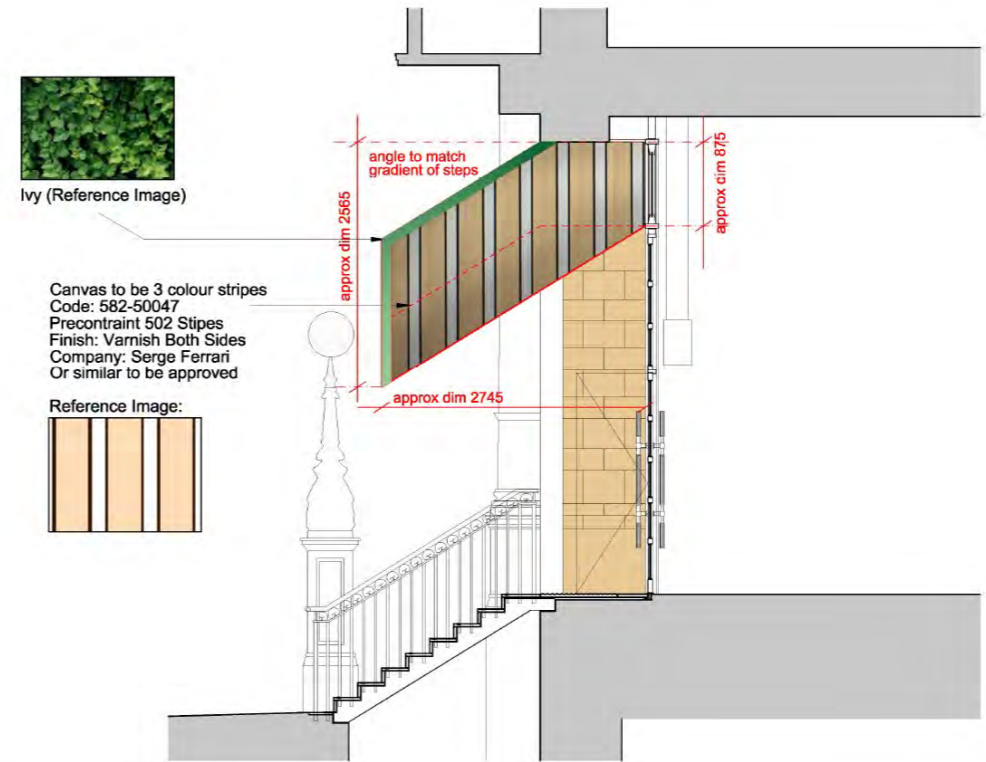 angle to match
gradient of steps
approx dim 875
approx dim 2565
Ivy (Reference Image)
Canvas to be 3 colour stripes
Code: 582-50047
Precontraint 502 Stipes
Finish: Varnish Both Sides
Company: Serge Ferrari
Or similar to be approved
Reference Image:
approx dim 2745